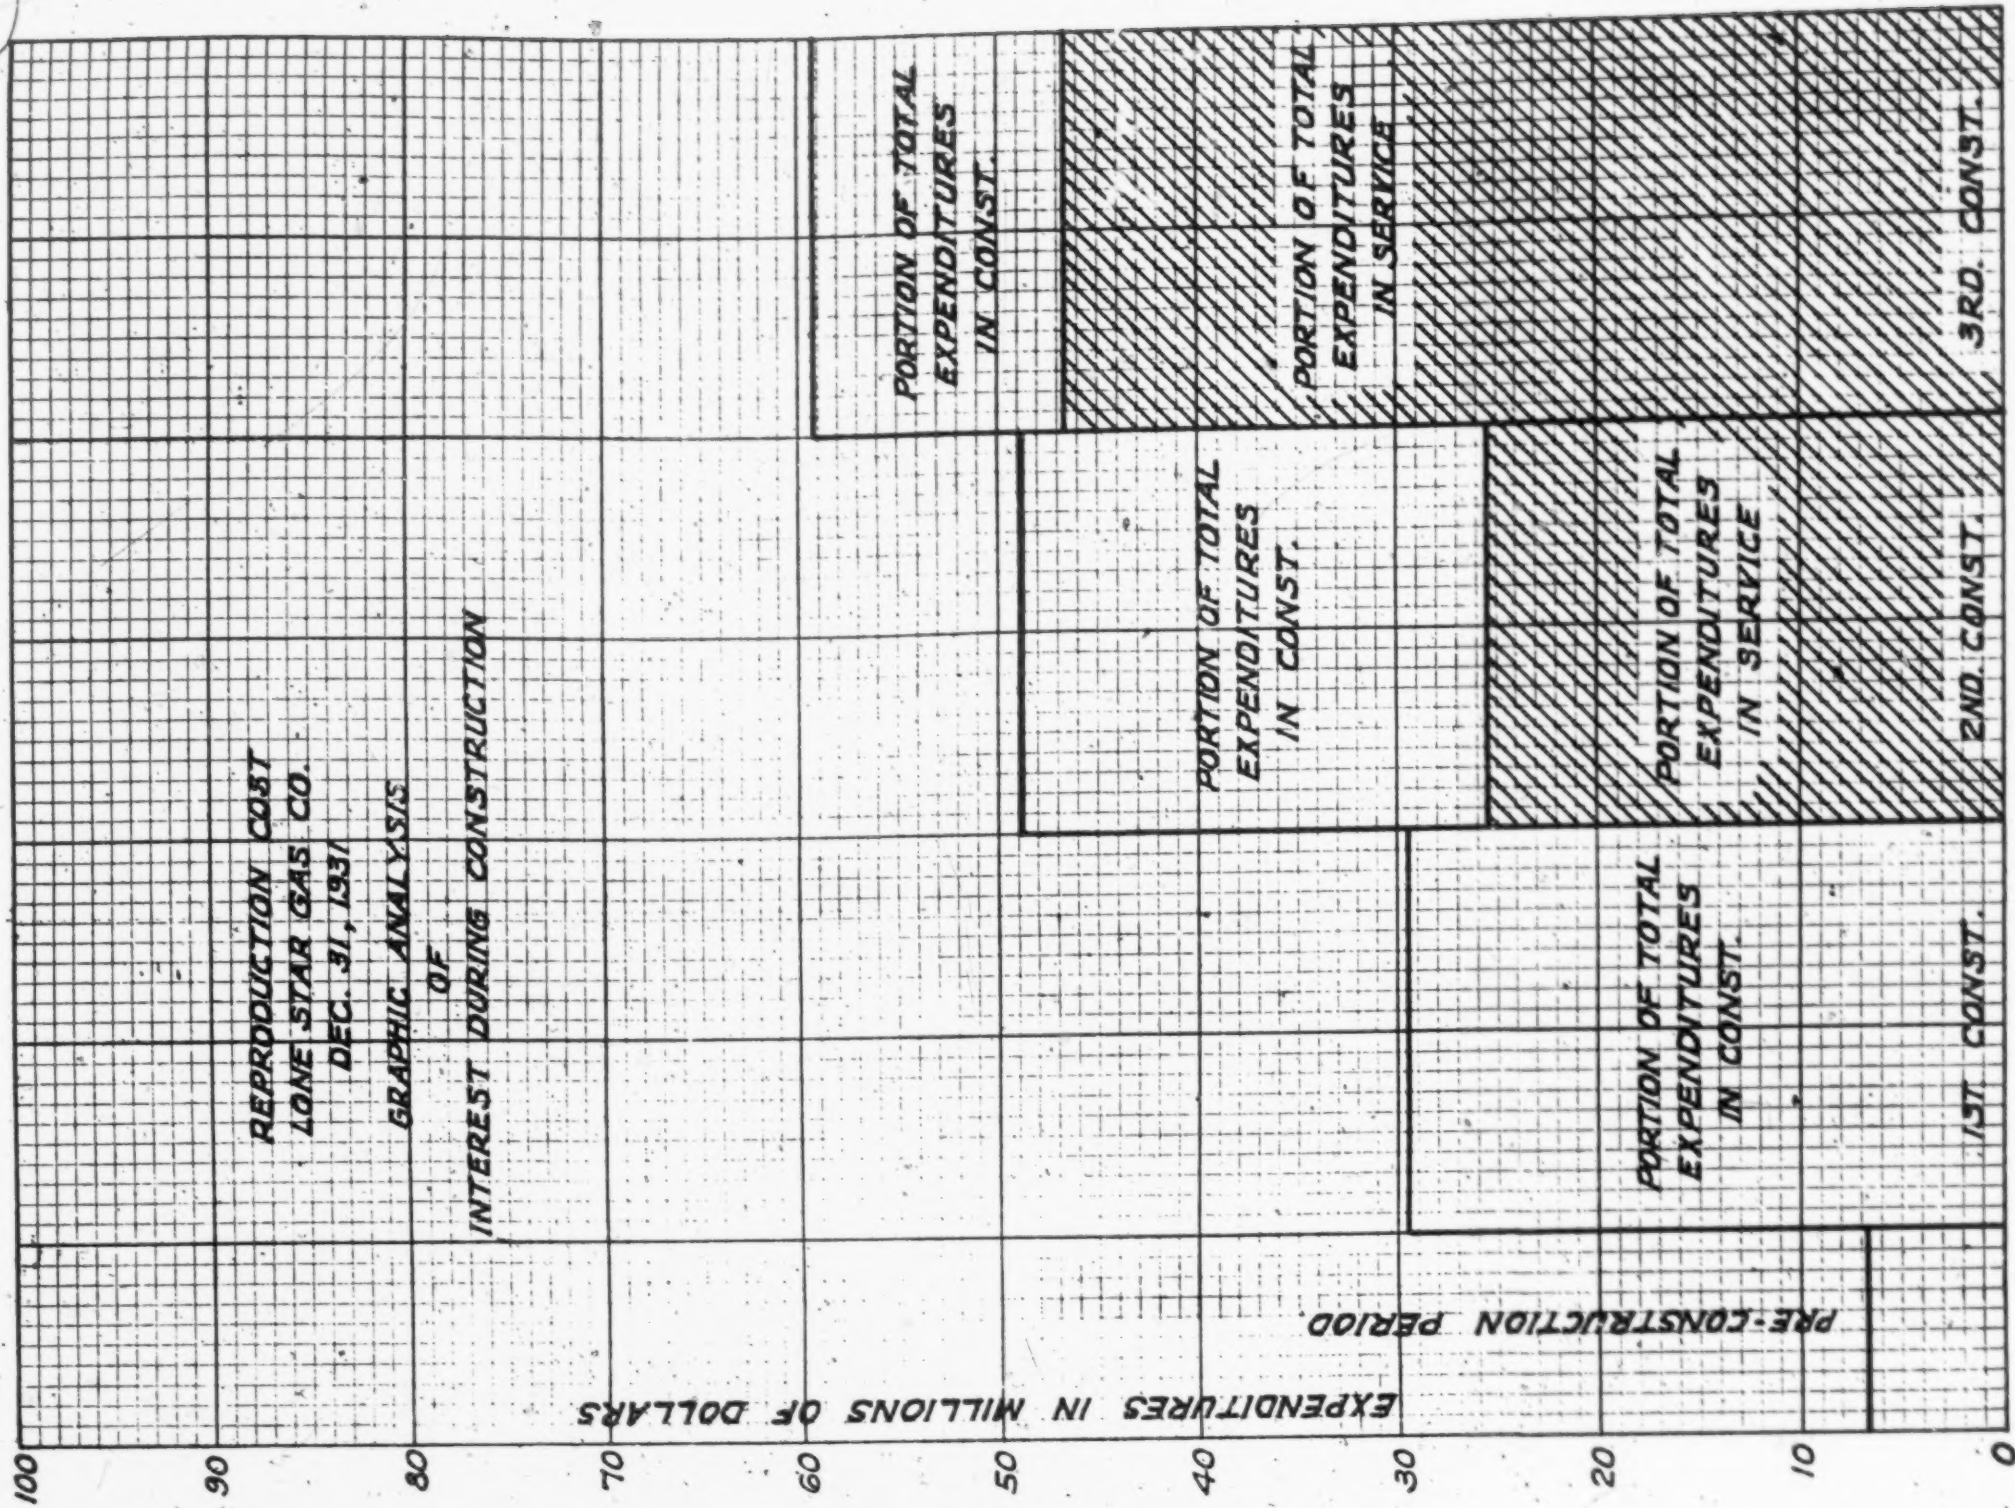 REPRODUCTION COST
LONE STAR GAS CO.
DEC. 31, 1931
GRAPHIC ANALYSIS
OF
INTEREST DURING CONSTRUCTION
EXPENDITURES IN MILLIONS OF DOLLARS
100
90
80
70
60
50
40
30
20
10
0
PRE-CONSTRUCTION PERIOD
PORTION OF TOTAL
EXPENDITURES
IN CONST.
1ST. CONST.
PORTION OF TOTAL
EXPENDITURES
IN CONST.
PORTION OF TOTAL
EXPENDITURES
IN SERVICE
2ND. CONST.
PORTION OF TOTAL
EXPENDITURES
IN CONST.
PORTION OF TOTAL
EXPENDITURES
IN SERVICE
3RD. CONST.